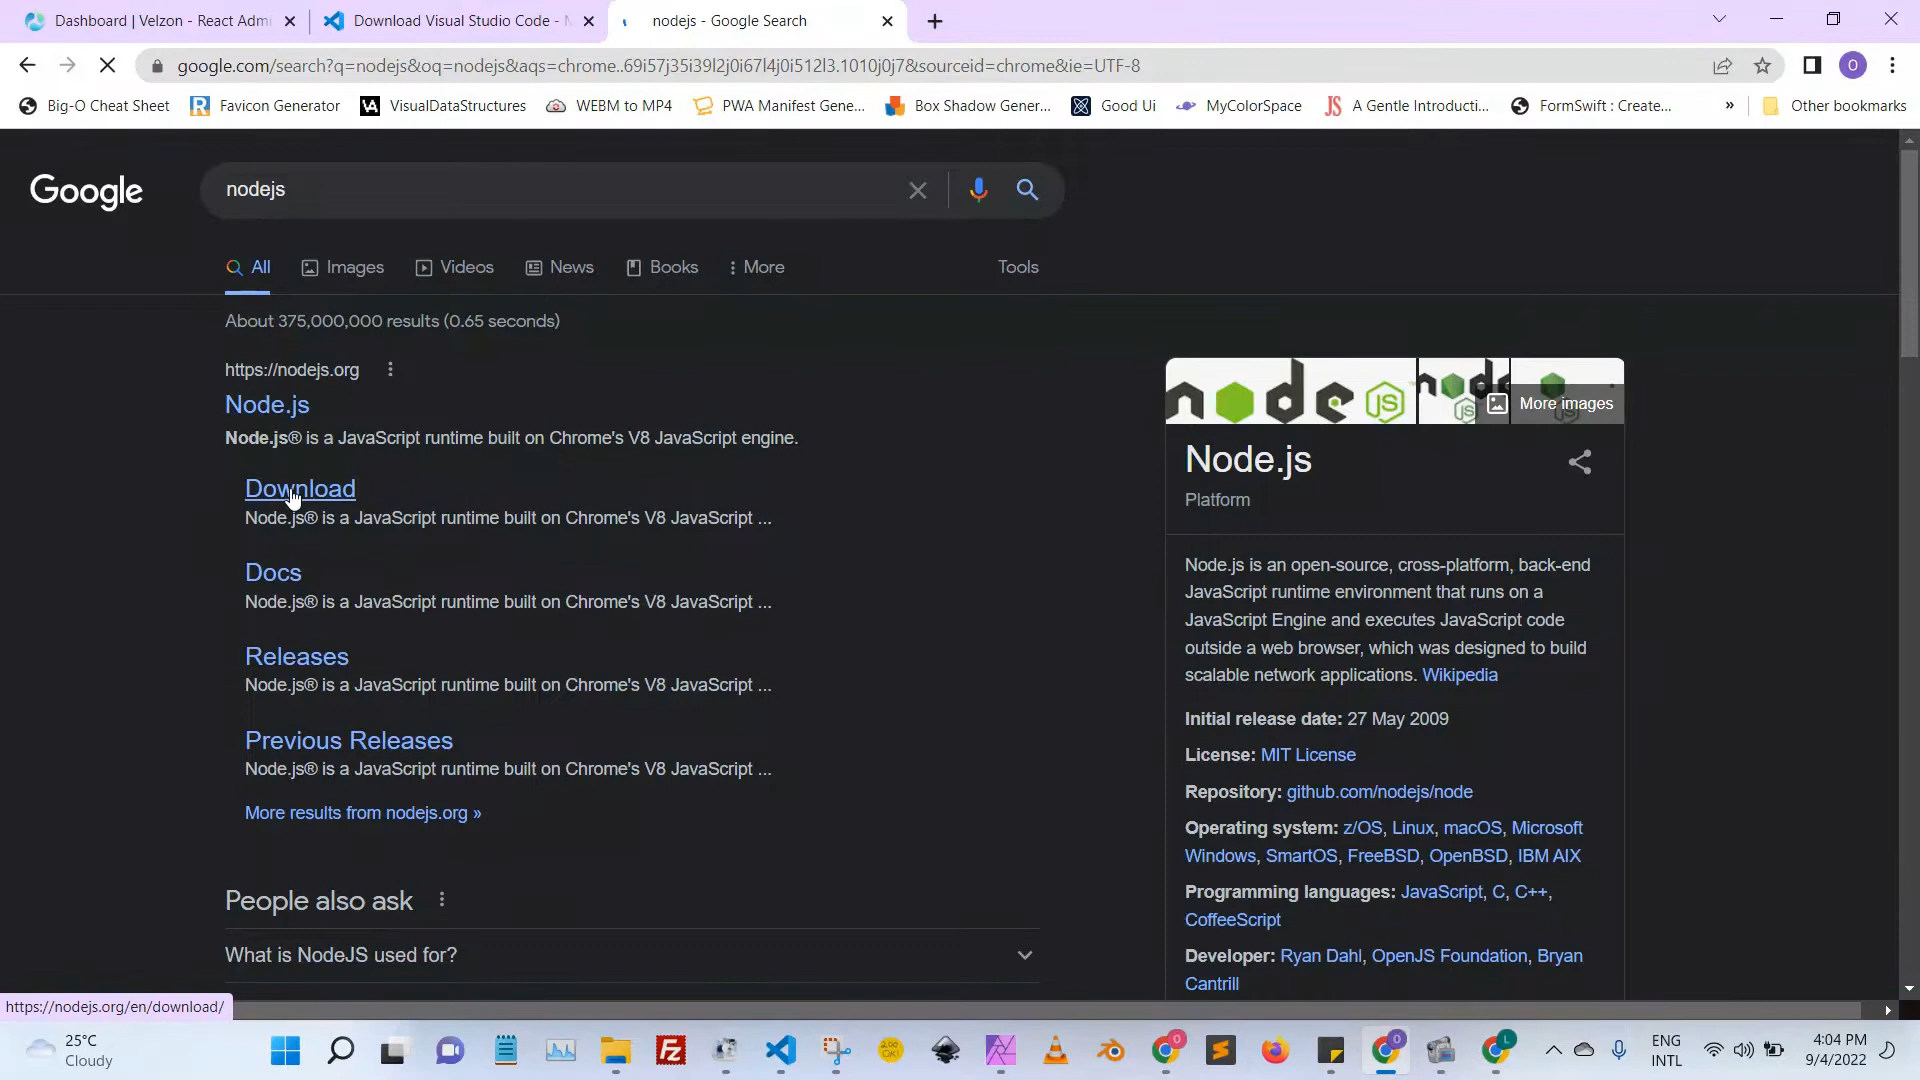 Dashboard | Velzon - React Admi
Download Visual Studio Code - M
nodejs - Google Search
google.com/search?q=nodejs&oq=nodejs&aqs=chrome..69i57j35i39l2j0i67l4j0i512l3.1010j0j7&sourceid=chrome&ie=UTF-8
O
Big-O Cheat Sheet
Favicon Generator
VisualDataStructures
WEBM to MP4
PWA Manifest Gene...
Box Shadow Gener...
Good Ui
MyColorSpace
A Gentle Introducti...
FormSwift : Create...
»
Other bookmarks
Google
nodejs
All
Images
Videos
News
Books
More
Tools
About 375,000,000 results (0.65 seconds)
https://nodejs.org
Node.js
Node.js® is a JavaScript runtime built on Chrome's V8 JavaScript engine.
Download
Node.js® is a JavaScript runtime built on Chrome's V8 JavaScript ...
Docs
Node.js® is a JavaScript runtime built on Chrome's V8 JavaScript ...
Releases
Node.js® is a JavaScript runtime built on Chrome's V8 JavaScript ...
Previous Releases
Node.js® is a JavaScript runtime built on Chrome's V8 JavaScript ...
More results from nodejs.org »
People also ask
What is NodeJS used for?
More images
Node.js
Platform
Node.js is an open-source, cross-platform, back-end
JavaScript runtime environment that runs on a
JavaScript Engine and executes JavaScript code
outside a web browser, which was designed to build
scalable network applications. Wikipedia
Initial release date: 27 May 2009
License: MIT License
Repository: github.com/nodejs/node
Operating system: z/OS, Linux, macOS, Microsoft
Windows, SmartOS, FreeBSD, OpenBSD, IBM AIX
Programming languages: JavaScript, C, C++,
CoffeeScript
Developer: Ryan Dahl, OpenJS Foundation, Bryan
Cantrill
https://nodejs.org/en/download/
25°C
Cloudy
ENG
INTL
4:04 PM
9/4/2022